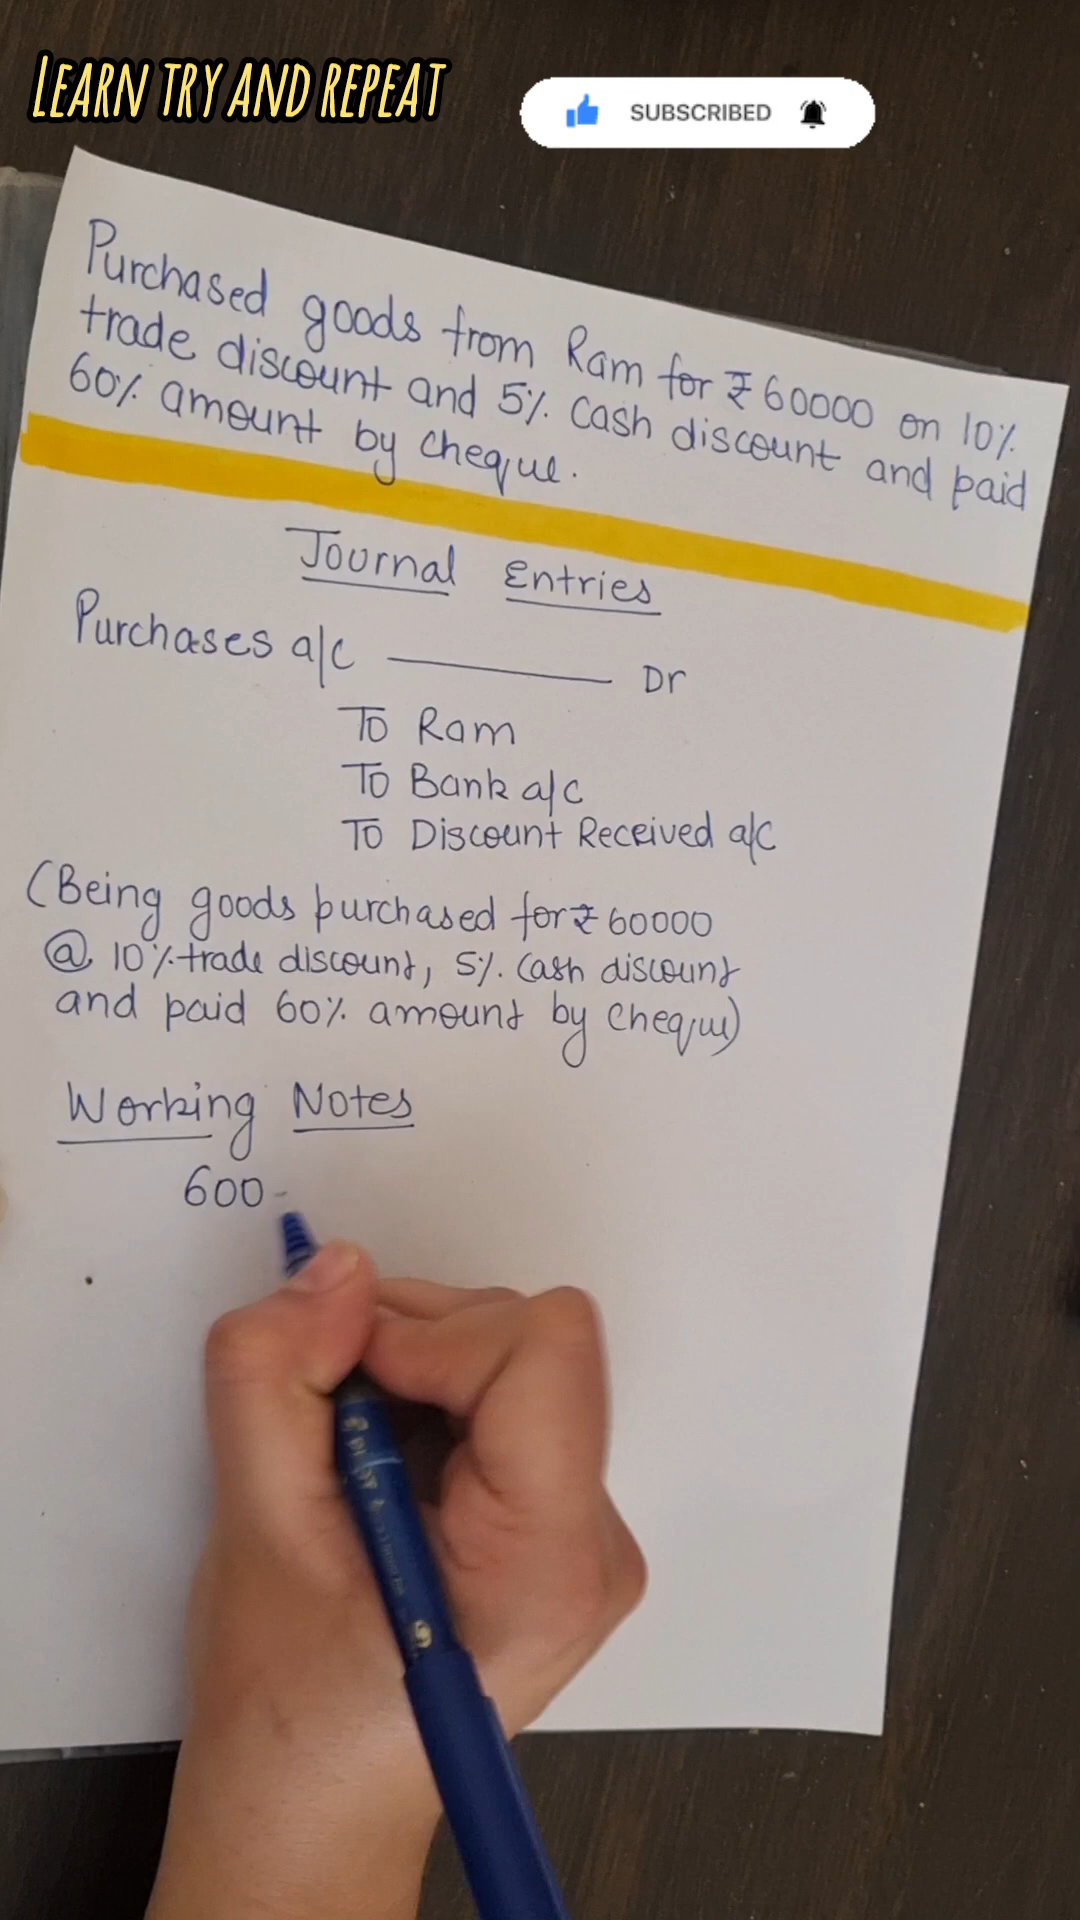 LEARN TRY AND REPEAT
SUBSCRIBED
Purchased goods from Ram for ₹60000 on 10%
trade discount and 5% cash discount and paid
60% amount by cheque.
Journal Entries
Purchases a/c ———— Dr
To Ram
To Bank a/c
To Discount Received a/c
(Being goods purchased for ₹60000
@ 10% trade discount, 5% cash discount
and paid 60% amount by cheque)
Working Notes
600